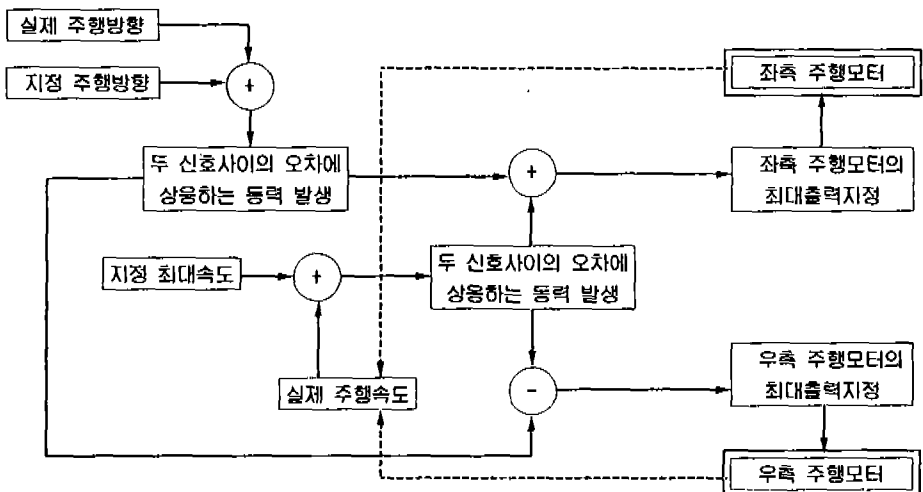 실제 주행방향
지정 주행방향
+
좌측 주행모터
두 신호사이의 오차에
상응하는 동력 발생
+
좌측 주행모터의
최대출력지정
지정 최대속도
+
두 신호사이의 오차에
상응하는 동력 발생
실제 주행속도
-
우측 주행모터의
최대출력지정
우측 주행모터